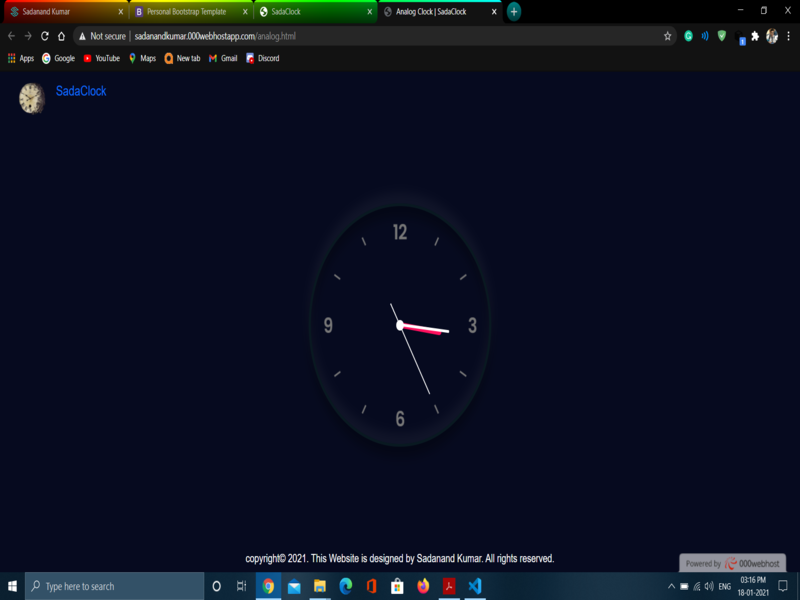 Sadanand Kumar
Personal Bootstrap Template
SadaClock
Analog Clock | SadaClock
Not secure | sadanandkumar.000webhostapp.com/analog.html
Apps
Google
YouTube
Maps
New tab
Gmail
Discord
SadaClock
12
9
3
6
copyright© 2021. This Website is designed by Sadanand Kumar. All rights reserved.
Powered by 000webhost
Type here to search
ENG
03:16 PM
18-01-2021